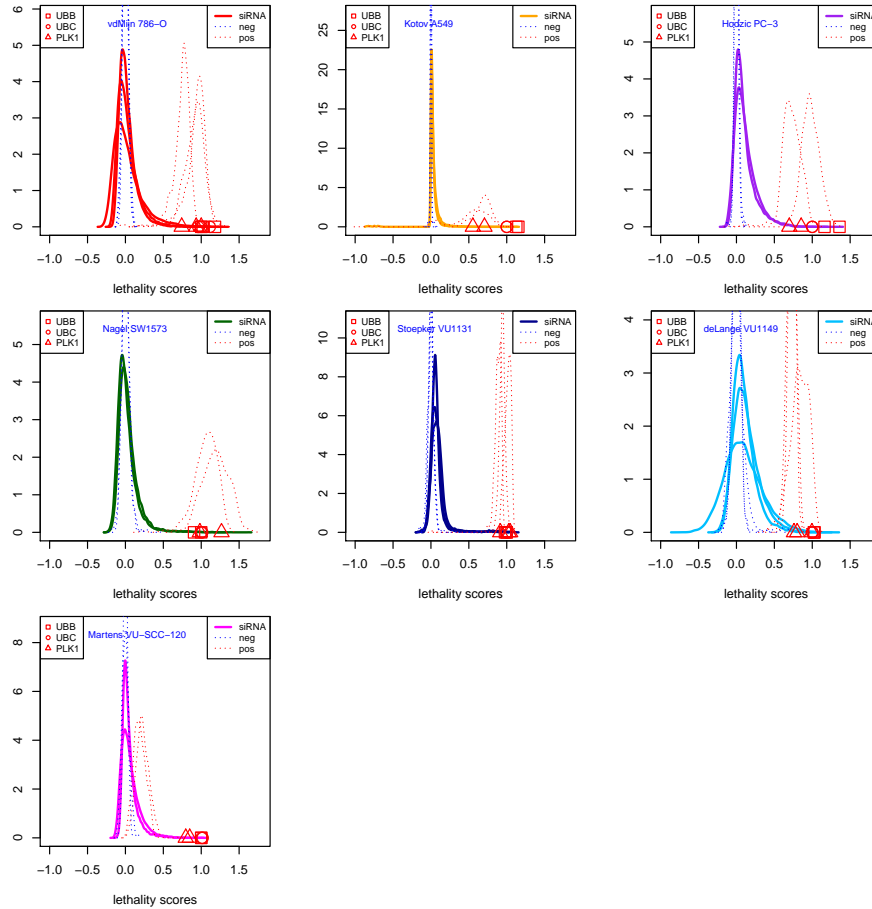 vdMijn 786−O
UBB
UBC
PLK1
siRNA
neg
pos
0
1
2
3
4
5
6
−1.0
−0.5
0.0
0.5
1.0
1.5
lethality scores
Kotov A549
UBB
UBC
PLK1
siRNA
neg
pos
0
5
10
15
20
25
−1.0
−0.5
0.0
0.5
1.0
1.5
lethality scores
Hodzic PC−3
UBB
UBC
PLK1
siRNA
neg
pos
0
1
2
3
4
5
6
−1.0
−0.5
0.0
0.5
1.0
1.5
lethality scores
Nagel SW1573
UBB
UBC
PLK1
siRNA
neg
pos
0
1
2
3
4
5
−1.0
−0.5
0.0
0.5
1.0
1.5
lethality scores
Stoepker VU1131
UBB
UBC
PLK1
siRNA
neg
pos
0
2
4
6
8
10
−1.0
−0.5
0.0
0.5
1.0
1.5
lethality scores
deLange VU1149
UBB
UBC
PLK1
siRNA
neg
pos
0
1
2
3
4
−1.0
−0.5
0.0
0.5
1.0
1.5
lethality scores
Martens VU−SCC−120
UBB
UBC
PLK1
siRNA
neg
pos
0
2
4
6
8
−1.0
−0.5
0.0
0.5
1.0
1.5
lethality scores